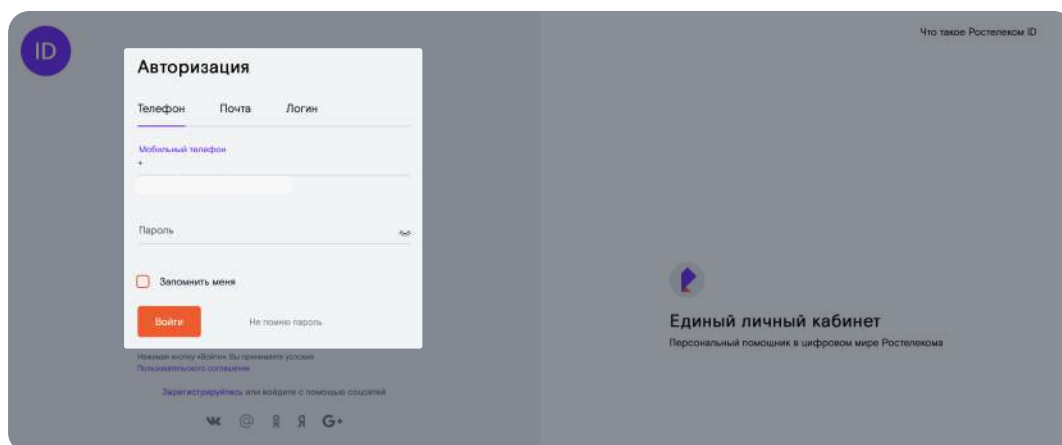 ID
Что такое Ростелеком ID
Авторизация
Телефон Почта Логин
Мобильный телефон
+
Пароль
Запомнить меня
Войти Не помню пароль
Нажимая кнопку «Войти», Вы принимаете условия
Пользовательского соглашения
Зарегистрируйтесь или войдите с помощью соцсетей
Я G+
Единый личный кабинет
Персональный помощник в цифровом мире Ростелекома